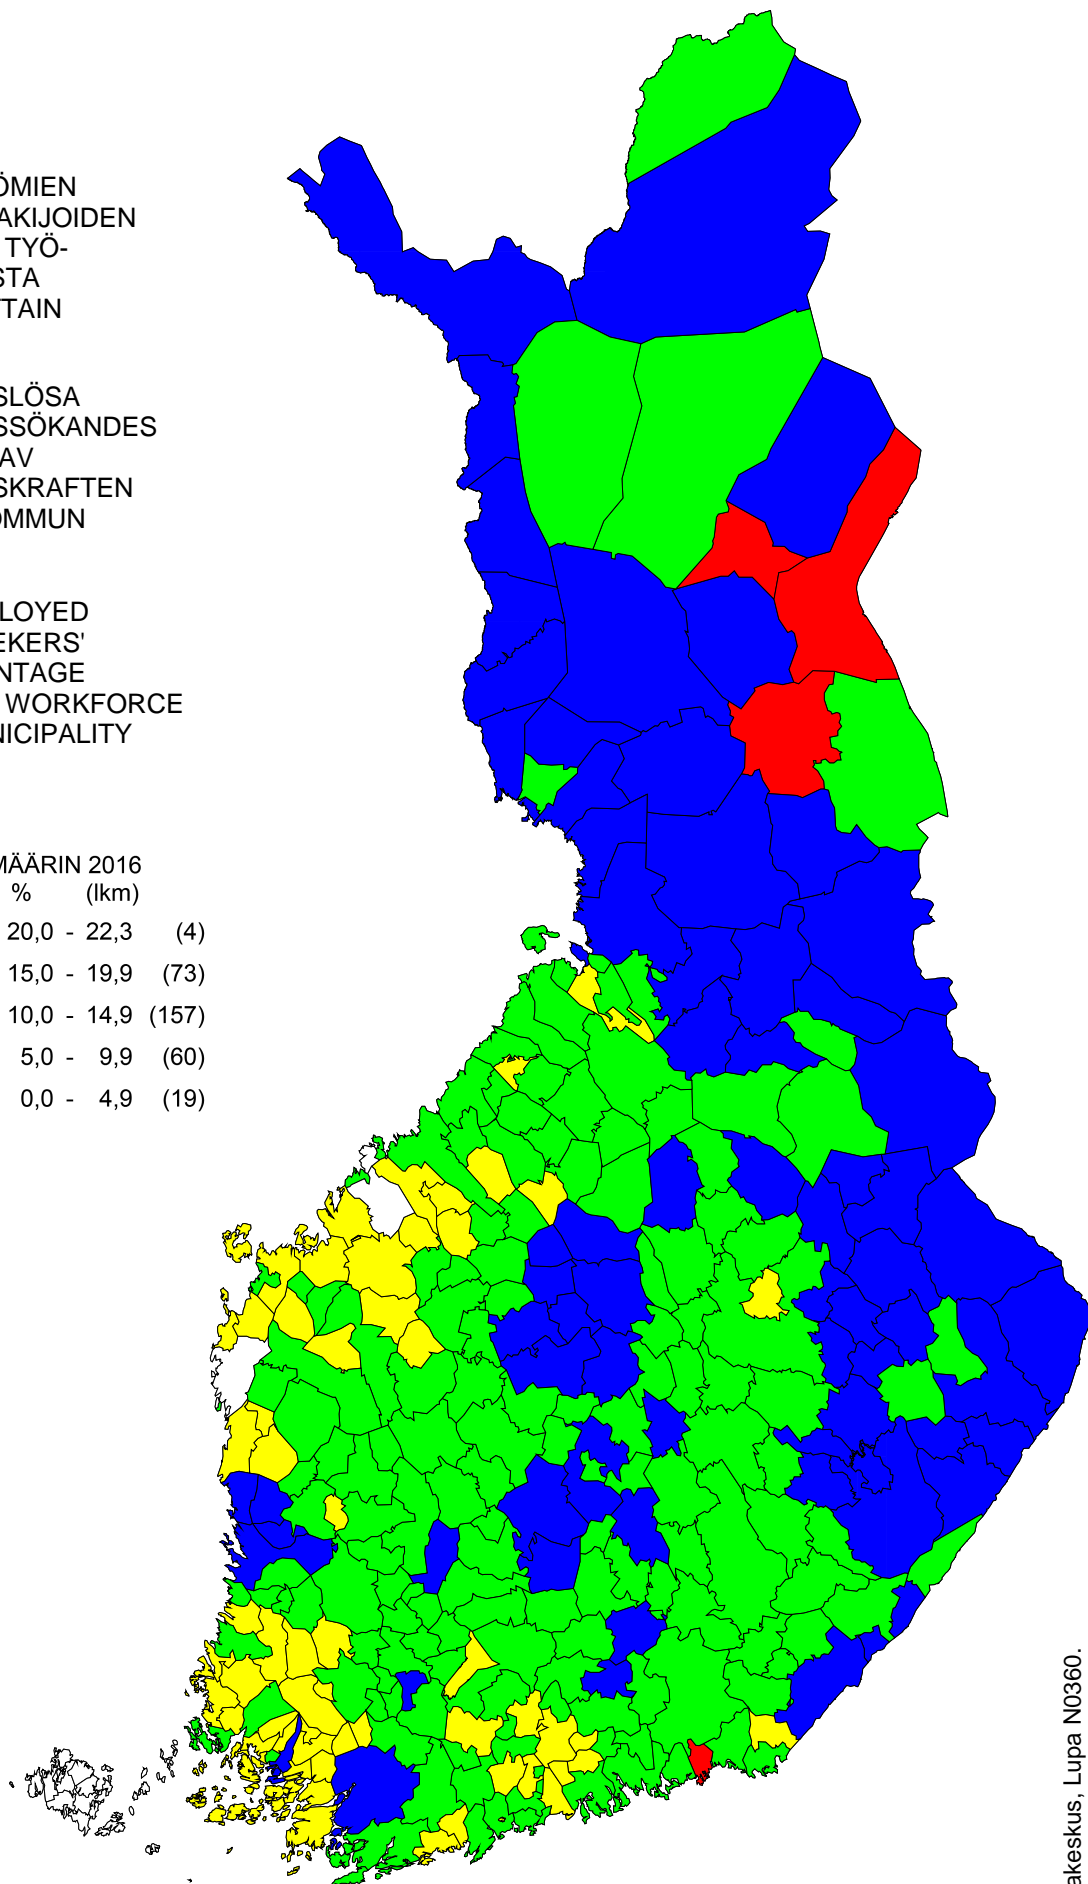 ÖMIEN
AKIJOIDEN
TYÖ-
STA
TTAIN
SLÖSA
SSÖKANDES
AV
SKRAFTEN
OMMUN
LOYED
EKERS'
NTAGE
WORKFORCE
NICIPALITY
MÄÄRIN 2016
% (lkm)
20,0 - 22,3 (4)
15,0 - 19,9 (73)
10,0 - 14,9 (157)
5,0 - 9,9 (60)
0,0 - 4,9 (19)
akeskus, Lupa N0360.